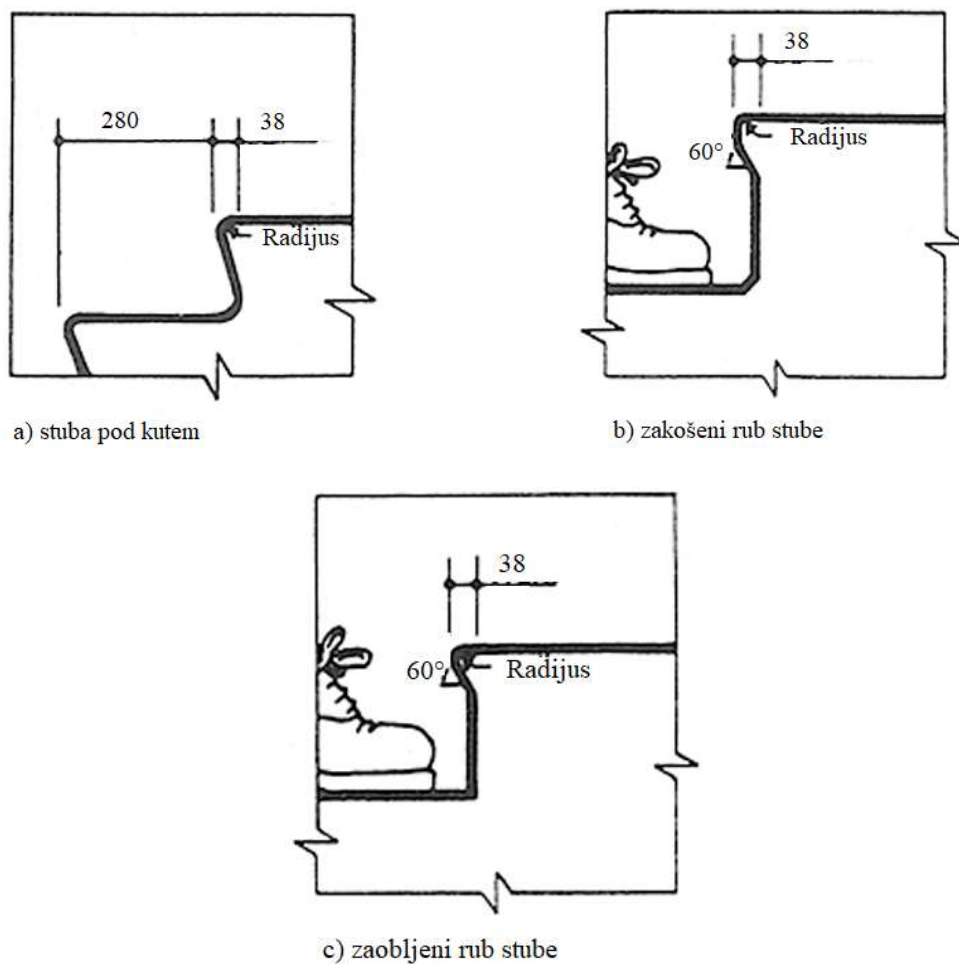 280
38
Radijus
a) stuba pod kutem
38
Radijus
60°
b) zakošeni rub stube
38
60°
Radijus
c) zaobljeni rub stube